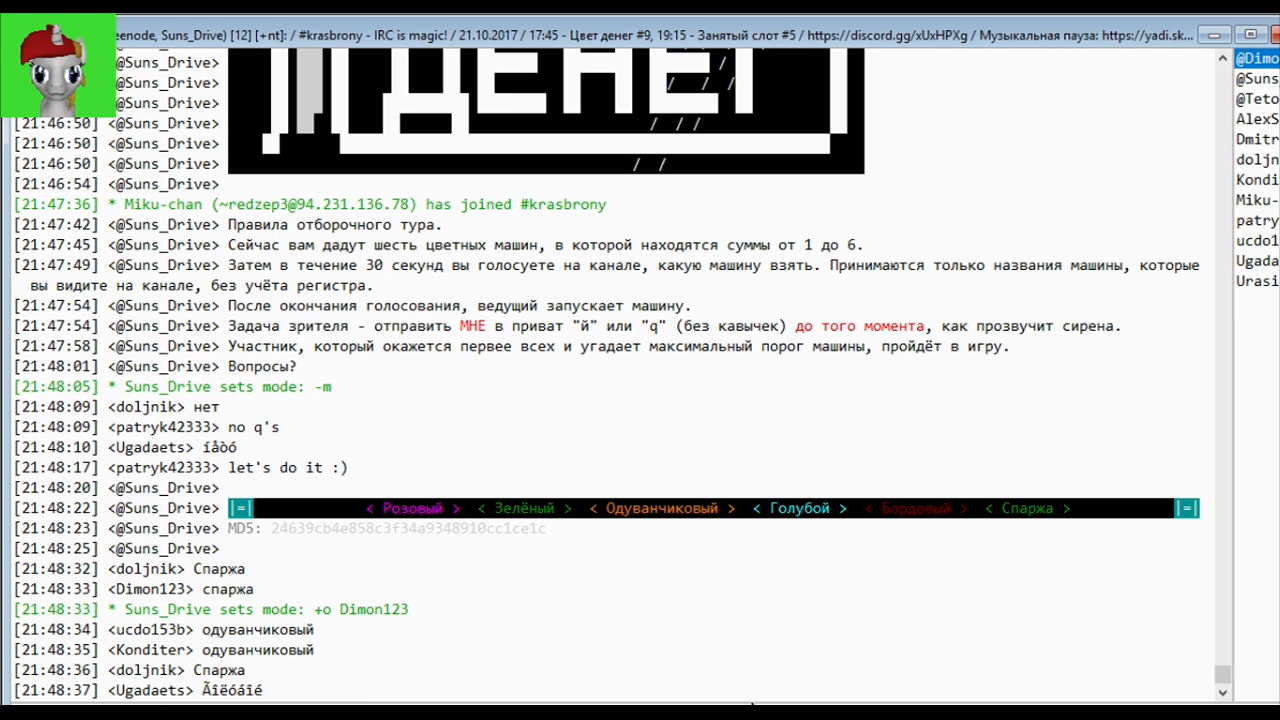 eenode, Suns_Drive) [12] [+nt]: / #krasbrony - IRC is magic! / 21.10.2017 / 17:45 - Цвет денег #9, 19:15 - Занятый слот #5 / https://discord.gg/xUxHPXg / Музыкальная пауза: https://yadi.sk...
<@Suns_Drive>
<@Suns_Drive> /
<@Suns_Drive> / / /
<@Suns_Drive> ДЕНЕГ
[21:46:50] <@Suns_Drive> / / /
[21:46:50] <@Suns_Drive>
[21:46:50] <@Suns_Drive> / /
[21:46:54] <@Suns_Drive>
[21:47:36] * Miku-chan (~redzep3@94.231.136.78) has joined #krasbrony
[21:47:42] <@Suns_Drive> Правила отборочного тура.
[21:47:45] <@Suns_Drive> Сейчас вам дадут шесть цветных машин, в которой находятся суммы от 1 до 6.
[21:47:49] <@Suns_Drive> Затем в течение 30 секунд вы голосуете на канале, какую машину взять. Принимаются только названия машины, которые
вы видите на канале, без учёта регистра.
[21:47:54] <@Suns_Drive> После окончания голосования, ведущий запускает машину.
[21:47:54] <@Suns_Drive> Задача зрителя - отправить МНЕ в приват "й" или "q" (без кавычек) до того момента, как прозвучит сирена.
[21:47:58] <@Suns_Drive> Участник, который окажется первее всех и угадает максимальный порог машины, пройдёт в игру.
[21:48:01] <@Suns_Drive> Вопросы?
[21:48:05] * Suns_Drive sets mode: -m
[21:48:09] <doljnik> нет
[21:48:09] <patryk42333> no q's
[21:48:10] <Ugadaets> íåòó
[21:48:17] <patryk42333> let's do it :)
[21:48:20] <@Suns_Drive>
[21:48:22] <@Suns_Drive> |=| < Розовый > < Зелёный > < Одуванчиковый > < Голубой > < Бордовый > < Спаржа > |=|
[21:48:23] <@Suns_Drive> MD5: 24639cb4e858c3f34a9348910cc1ce1c
[21:48:25] <@Suns_Drive>
[21:48:32] <doljnik> Спаржа
[21:48:33] <Dimon123> спаржа
[21:48:33] * Suns_Drive sets mode: +o Dimon123
[21:48:34] <ucdo153b> одуванчиковый
[21:48:35] <Konditer> одуванчиковый
[21:48:36] <doljnik> Спаржа
[21:48:37] <Ugadaets> Ãîëóáîé
@Dimo
@Suns
@Teto
AlexS
Dmitr
doljn
Kondi
Miku-
patry
ucdo1
Ugada
Urasi